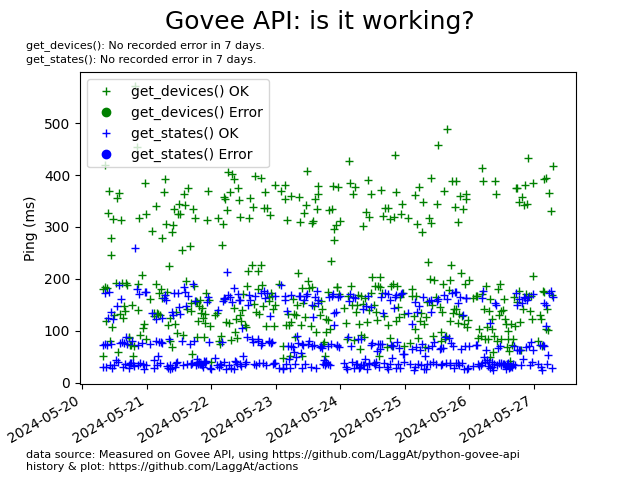 Govee API: is it working?
get_devices(): No recorded error in 7 days.
get_states(): No recorded error in 7 days.
get_devices() OK
get_devices() Error
get_states() OK
get_states() Error
Ping (ms)
500
400
300
200
100
0
2024-05-20
2024-05-21
2024-05-22
2024-05-23
2024-05-24
2024-05-25
2024-05-26
2024-05-27
data source: Measured on Govee API, using https://github.com/LaggAt/python-govee-api
history & plot: https://github.com/LaggAt/actions